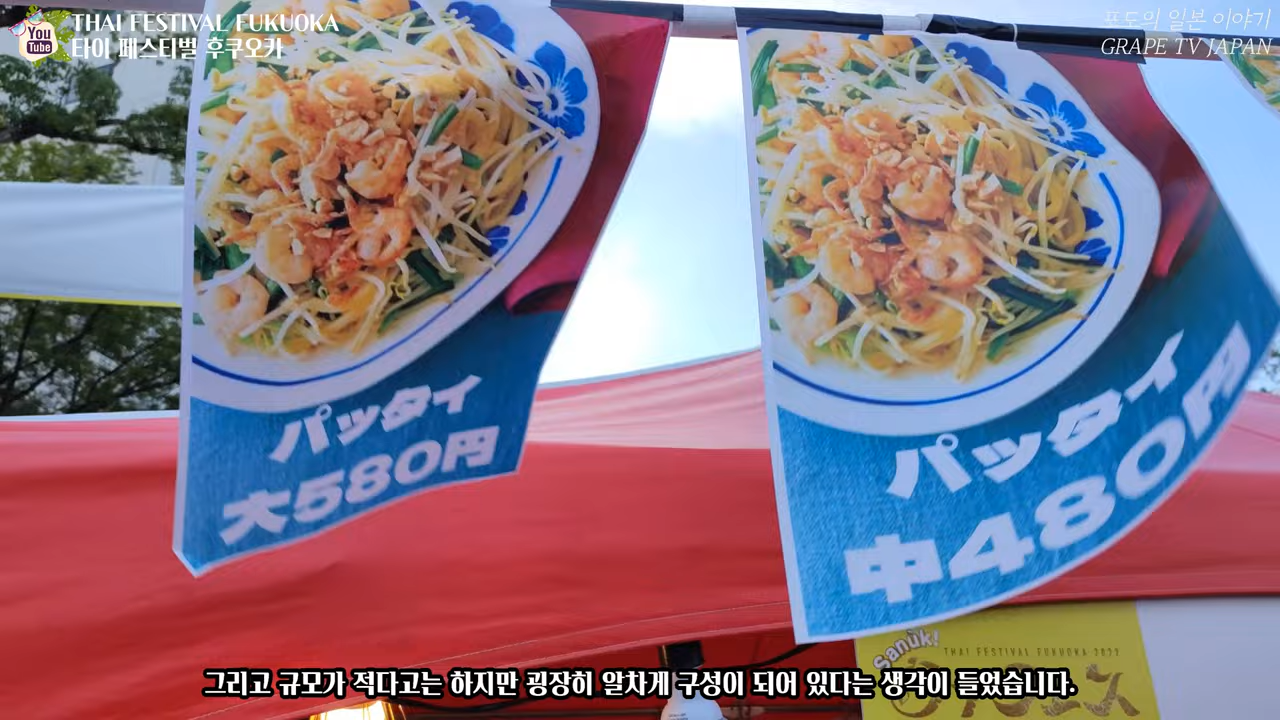 You
Tube
THAI FESTIVAL FUKUOKA
타이 페스티벌 후쿠오카
포도의 일본 이야기
GRAPE TV JAPAN
パッタイ
大580円
パッタイ
中480円
Sanùk!
THAI FESTIVAL FUKUOKA 2022
그리고 규모가 적다고는 하지만 굉장히 알차게 구성이 되어 있다는 생각이 들었습니다.